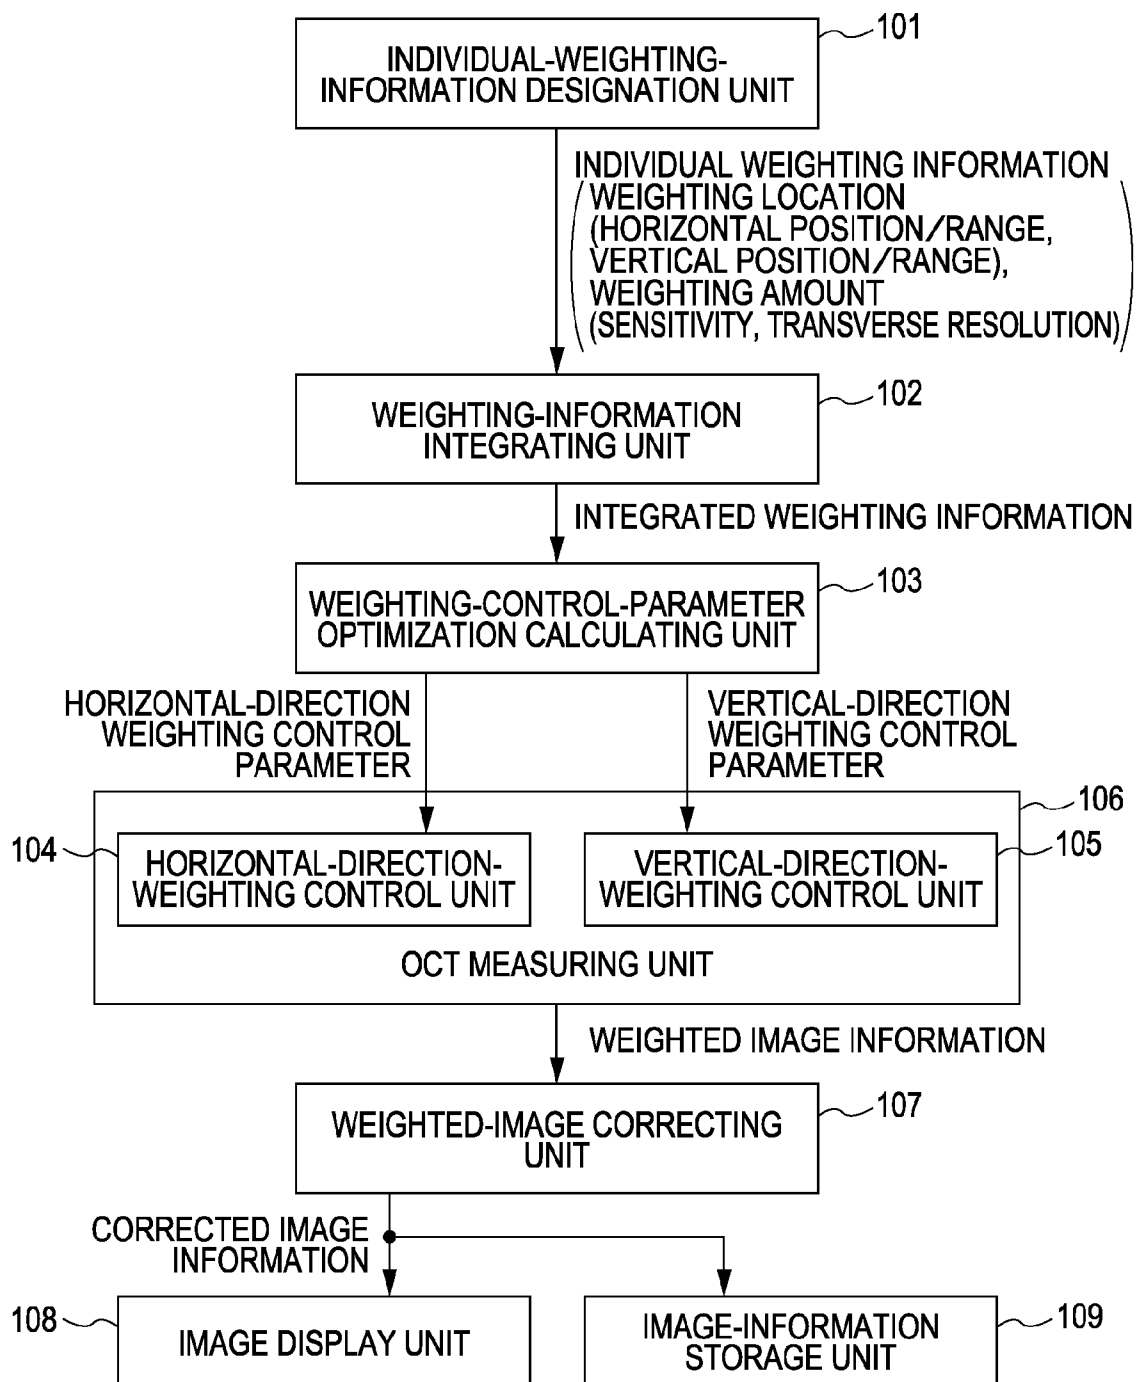 101
INDIVIDUAL-WEIGHTING-
INFORMATION DESIGNATION UNIT
INDIVIDUAL WEIGHTING INFORMATION
(WEIGHTING LOCATION
(HORIZONTAL POSITION/RANGE,
VERTICAL POSITION/RANGE),
WEIGHTING AMOUNT
(SENSITIVITY, TRANSVERSE RESOLUTION))
102
WEIGHTING-INFORMATION
INTEGRATING UNIT
INTEGRATED WEIGHTING INFORMATION
103
WEIGHTING-CONTROL-PARAMETER
OPTIMIZATION CALCULATING UNIT
HORIZONTAL-DIRECTION
WEIGHTING CONTROL
PARAMETER
VERTICAL-DIRECTION
WEIGHTING CONTROL
PARAMETER
106
104
HORIZONTAL-DIRECTION-
WEIGHTING CONTROL UNIT
105
VERTICAL-DIRECTION-
WEIGHTING CONTROL UNIT
OCT MEASURING UNIT
WEIGHTED IMAGE INFORMATION
107
WEIGHTED-IMAGE CORRECTING
UNIT
CORRECTED IMAGE
INFORMATION
108
IMAGE DISPLAY UNIT
109
IMAGE-INFORMATION
STORAGE UNIT